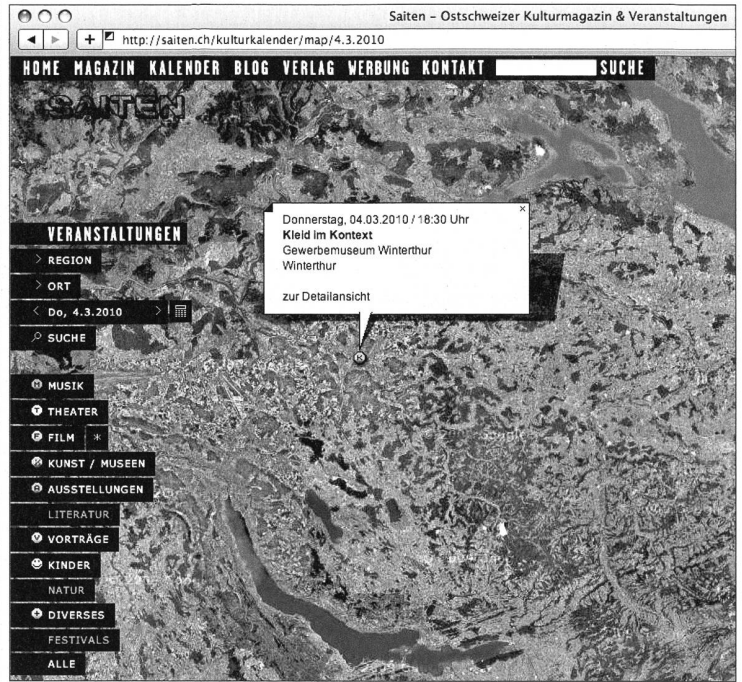 Saiten – Ostschweizer Kulturmagazin & Veranstaltungen
http://saiten.ch/kulturkalender/map/4.3.2010
HOME MAGAZIN KALENDER BLOG VERLAG WERBUNG KONTAKT SUCHE
SAITEN
Donnerstag, 04.03.2010 / 18:30 Uhr
Kleid im Kontext
Gewerbemuseum Winterthur
Winterthur
zur Detailansicht
VERANSTALTUNGEN
> REGION
> ORT
< Do, 4.3.2010 >
SUCHE
M MUSIK
T THEATER
F FILM *
K KUNST / MUSEEN
A AUSSTELLUNGEN
LITERATUR
V VORTRÄGE
KINDER
NATUR
+ DIVERSES
FESTIVALS
ALLE
K